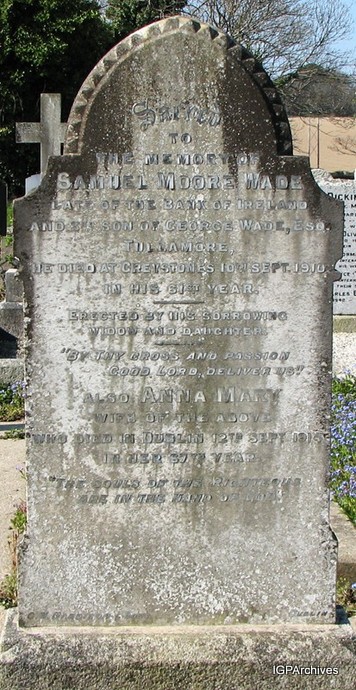 Sacred
TO
THE MEMORY OF
SAMUEL MOORE WADE
LATE OF THE BANK OF IRELAND
AND SON OF GEORGE WADE, ESQ.
TULLAMORE,
HE DIED AT GREYSTONES 10TH SEPT. 1910
IN HIS 61ST YEAR.
ERECTED BY HIS SORROWING
WIDOW AND DAUGHTER.
"BY THY CROSS AND PASSION
GOOD LORD, DELIVER US".
ALSO ANNA MARY
WIFE OF THE ABOVE
WHO DIED IN DUBLIN 12TH SEPT. 1915
IN HER YEAR.
"THE SOULS OF THE RIGHTEOUS
ARE IN THE HAND OF GOD"
DUBLIN
IGPArchives